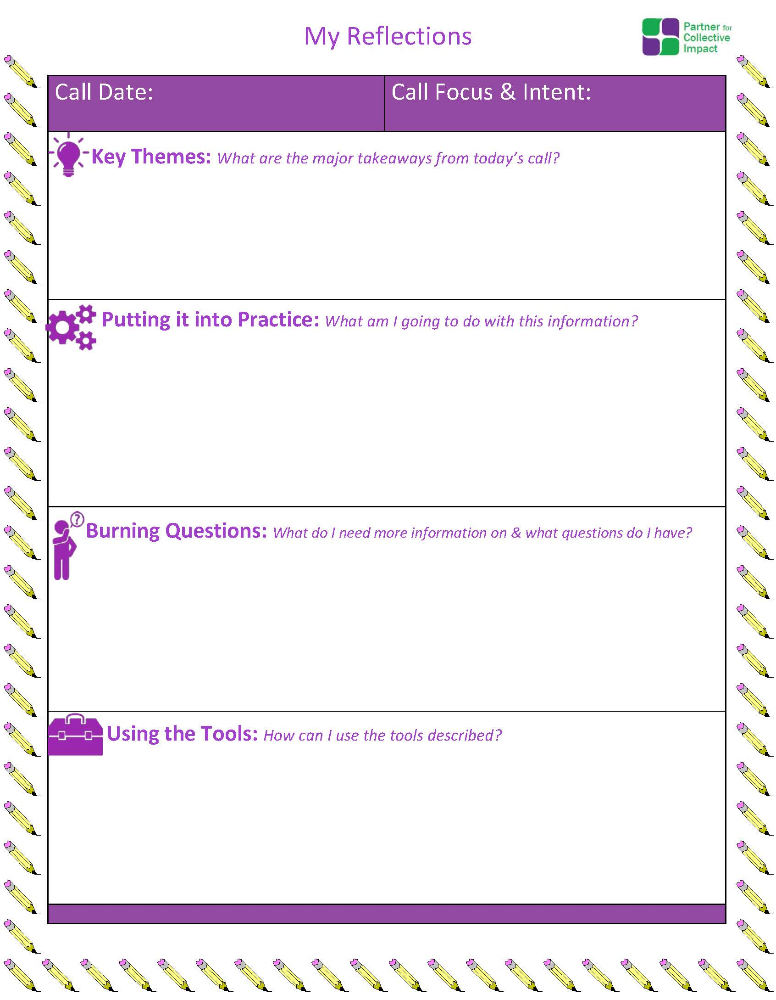 My Reflections
Partner for
Collective
Impact
Call Date:
Call Focus & Intent:
Key Themes: What are the major takeaways from today’s call?
Putting it into Practice: What am I going to do with this information?
?
Burning Questions: What do I need more information on & what questions do I have?
Using the Tools: How can I use the tools described?